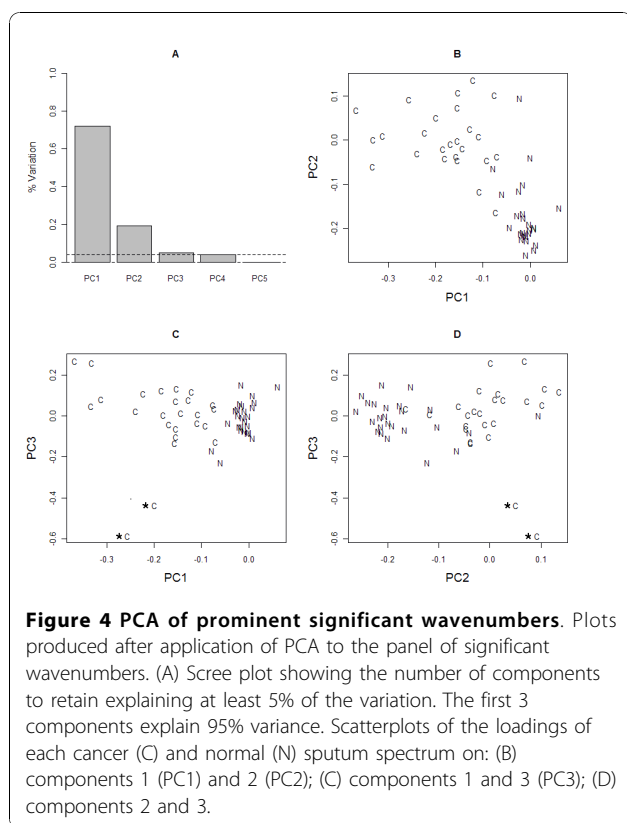 A
% Variation
0.0 0.2 0.4 0.6 0.8 1.0
PC1 PC2 PC3 PC4 PC5
B
PC2
-0.2 -0.1 0.0 0.1
-0.3 -0.2 -0.1 0.0
PC1
C
PC3
-0.6 -0.4 -0.2 0.0 0.2
-0.3 -0.2 -0.1 0.0
PC1
* C
* C
D
PC3
-0.6 -0.4 -0.2 0.0 0.2
-0.2 -0.1 0.0 0.1
PC2
* C
* C
Figure 4 PCA of prominent significant wavenumbers. Plots
produced after application of PCA to the panel of significant
wavenumbers. (A) Scree plot showing the number of components
to retain explaining at least 5% of the variation. The first 3
components explain 95% variance. Scatterplots of the loadings of
each cancer (C) and normal (N) sputum spectrum on: (B)
components 1 (PC1) and 2 (PC2); (C) components 1 and 3 (PC3); (D)
components 2 and 3.